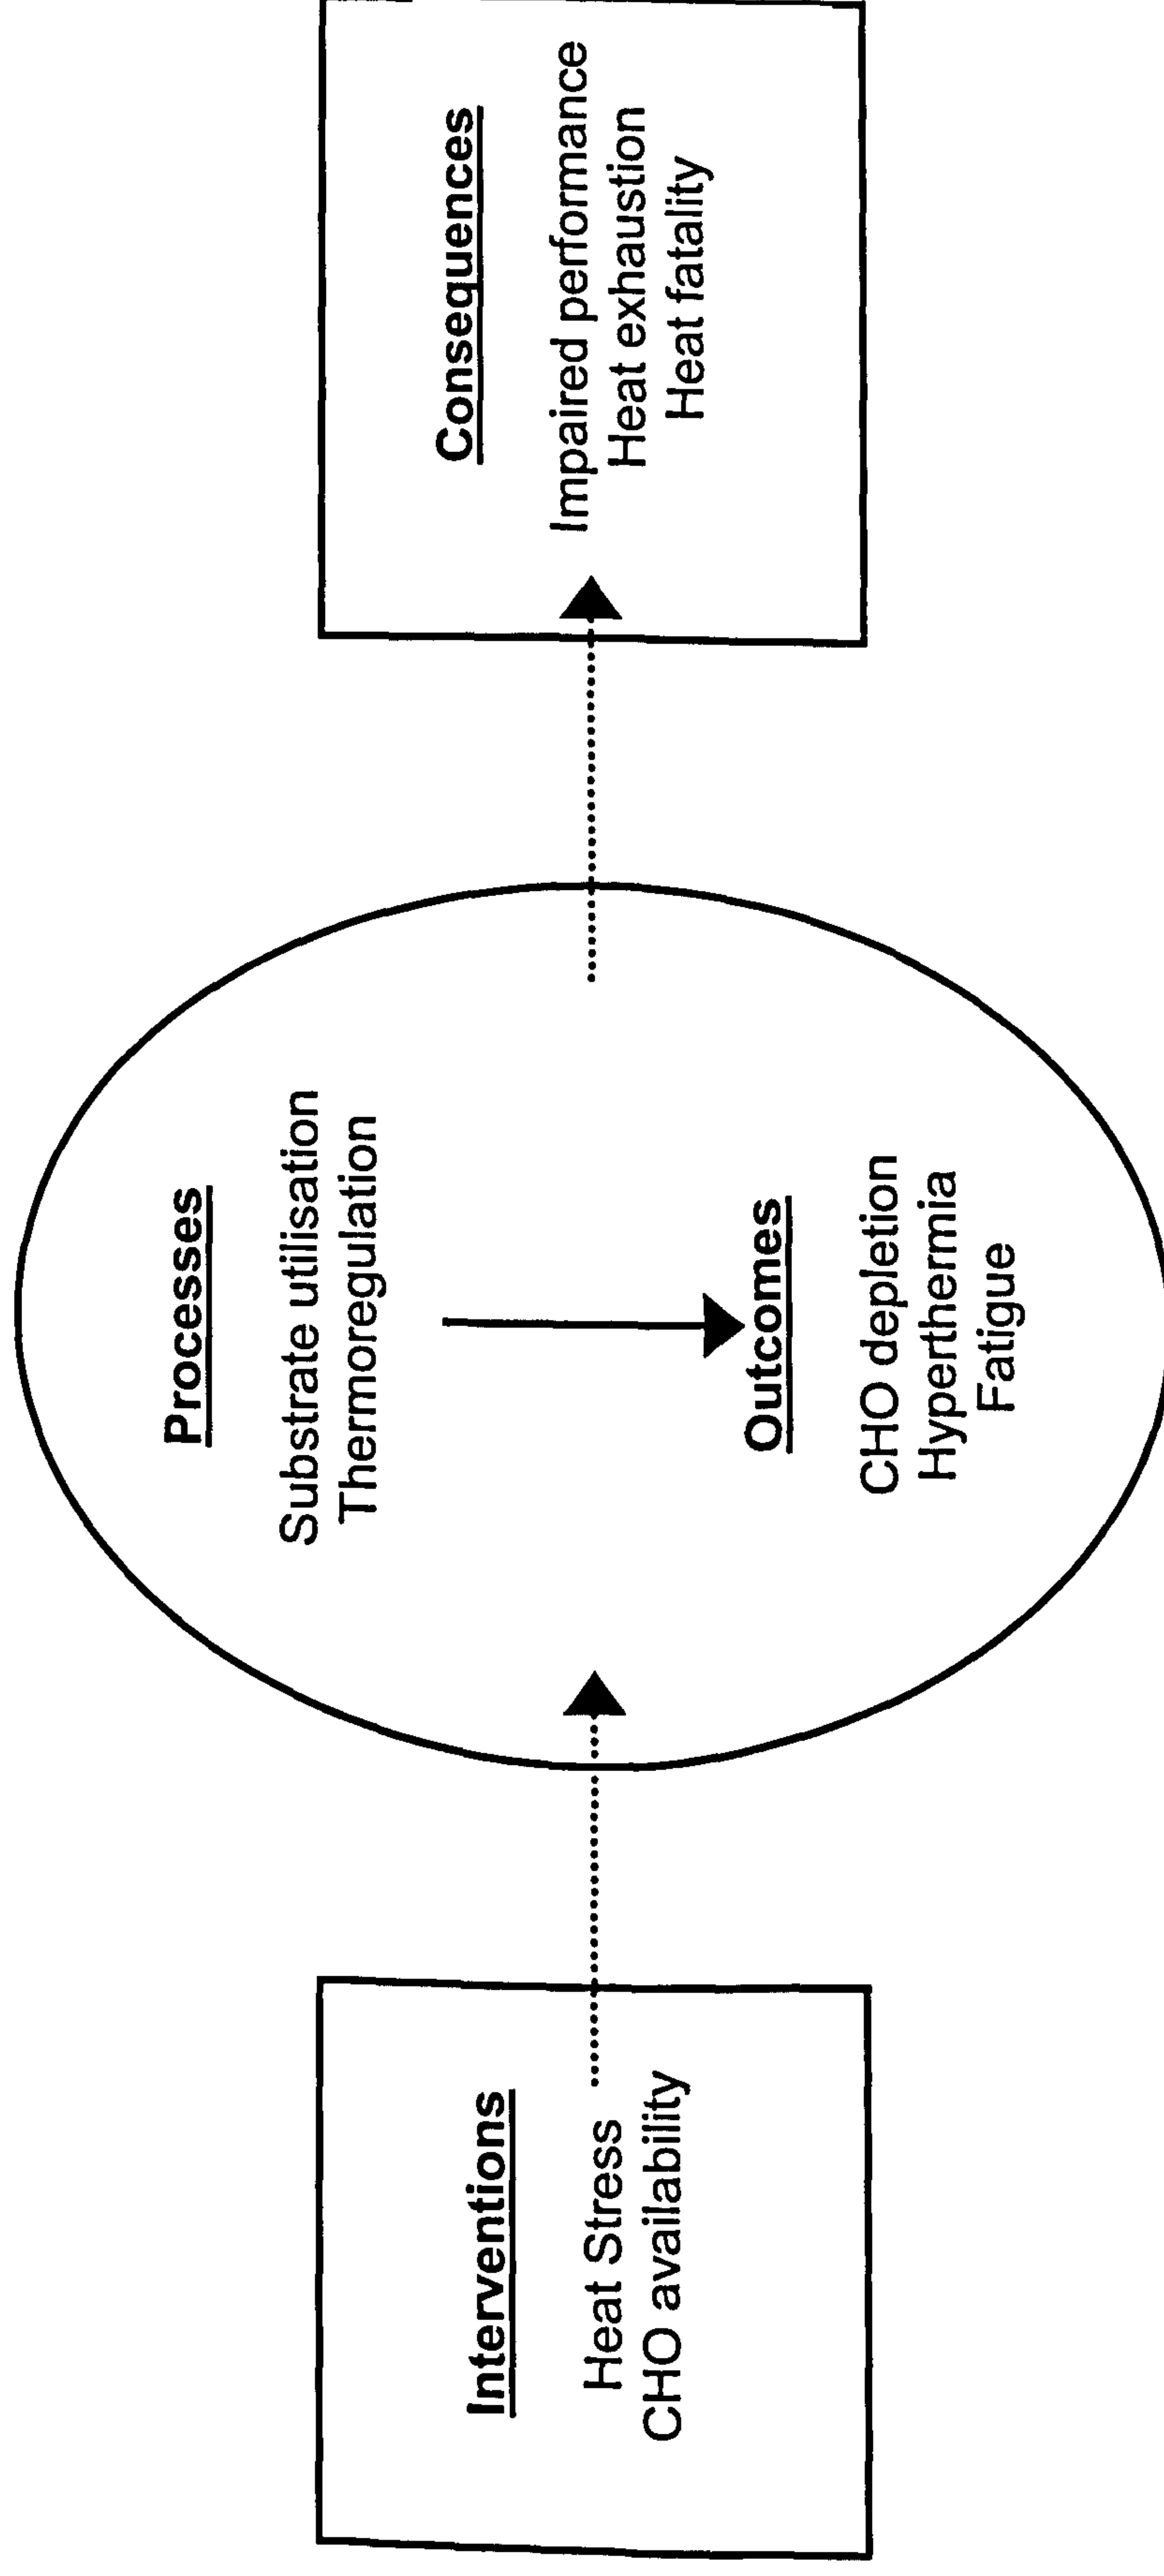 Interventions
Heat Stress
CHO availability
Processes
Substrate utilisation
Thermoregulation
Outcomes
CHO depletion
Hyperthermia
Fatigue
Consequences
Impaired performance
Heat exhaustion
Heat fatality